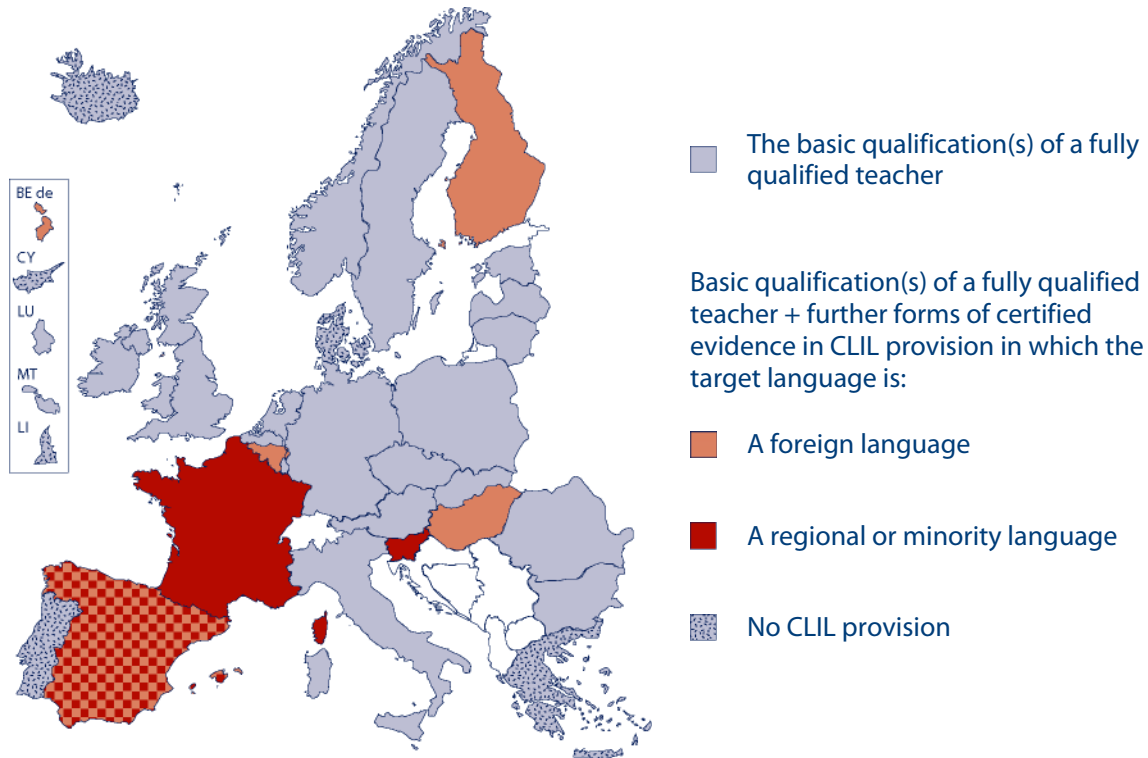 BE de
CY
LU
MT
LI
The basic qualification(s) of a fully
qualified teacher
Basic qualification(s) of a fully qualified
teacher + further forms of certified
evidence in CLIL provision in which the
target language is:
A foreign language
A regional or minority language
No CLIL provision